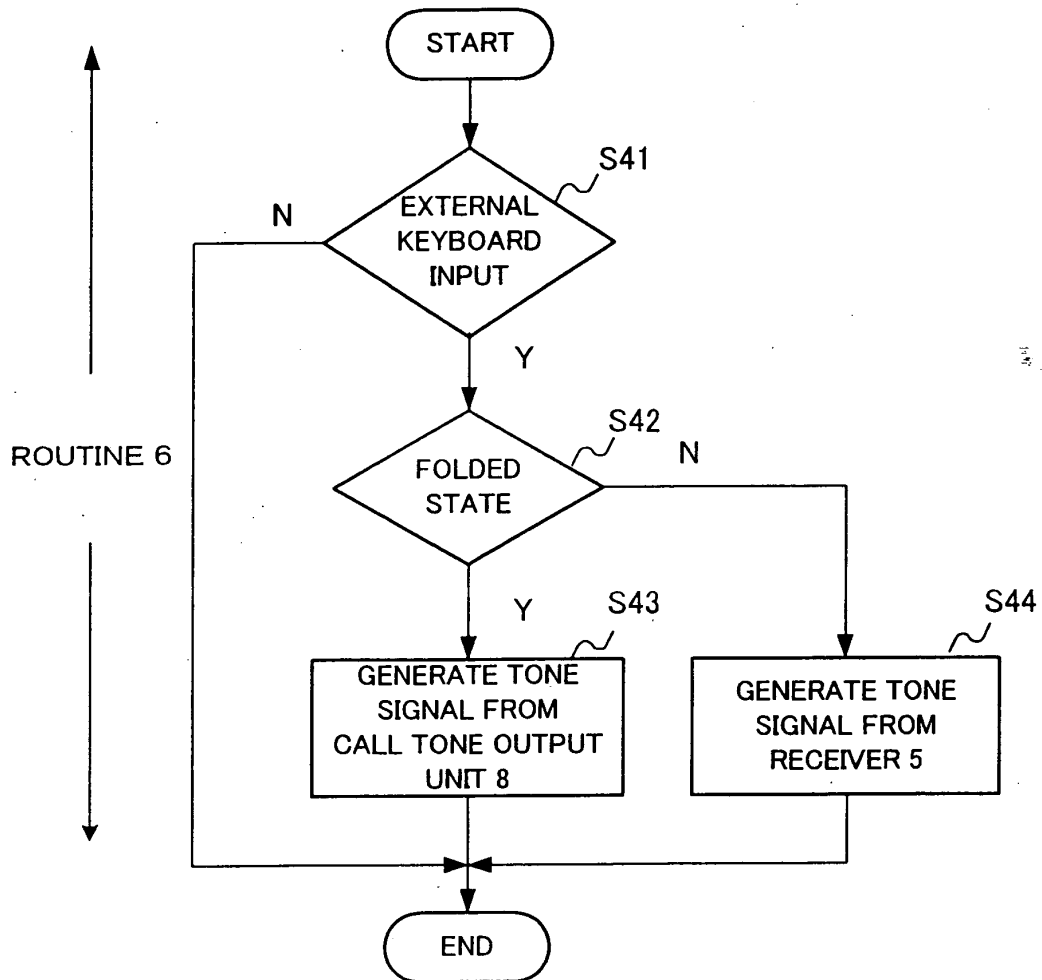 START
S41
N
EXTERNAL
KEYBOARD
INPUT
Y
S42
N
ROUTINE 6
FOLDED
STATE
Y
S43
S44
GENERATE TONE
SIGNAL FROM
CALL TONE OUTPUT
UNIT 8
GENERATE TONE
SIGNAL FROM
RECEIVER 5
END